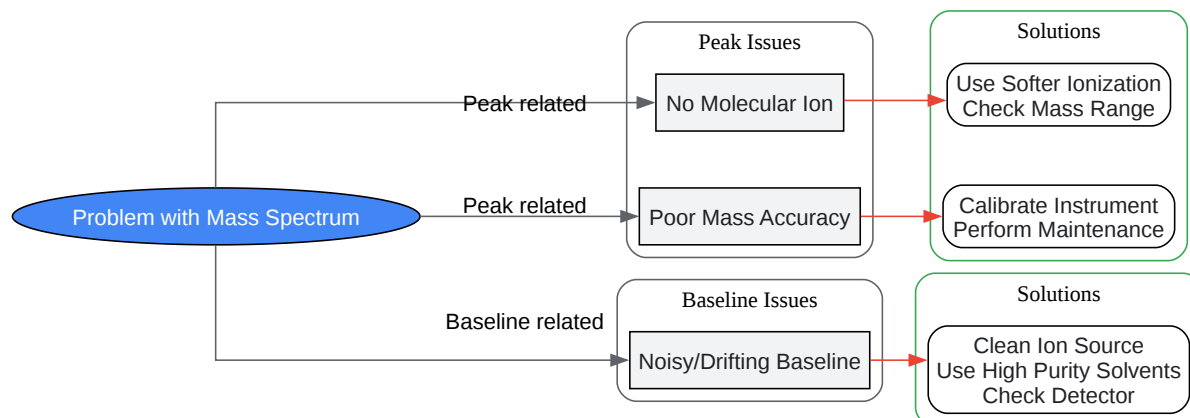 Peak Issues
Solutions
Peak related
No Molecular Ion
Use Softer Ionization
Check Mass Range
Problem with Mass Spectrum
Peak related
Poor Mass Accuracy
Calibrate Instrument
Perform Maintenance
Baseline Issues
Solutions
Baseline related
Noisy/Drifting Baseline
Clean Ion Source
Use High Purity Solvents
Check Detector